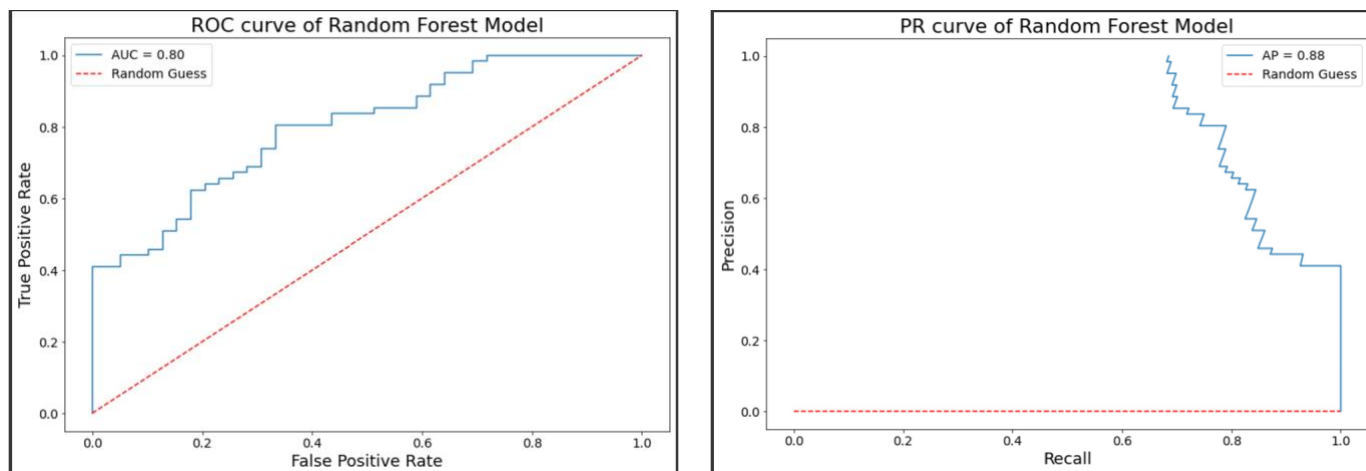 ROC curve of Random Forest Model
AUC = 0.80
Random Guess
True Positive Rate
1.0
0.8
0.6
0.4
0.2
0.0
0.0 0.2 0.4 0.6 0.8 1.0
False Positive Rate
PR curve of Random Forest Model
AP = 0.88
Random Guess
Precision
1.0
0.8
0.6
0.4
0.2
0.0
0.0 0.2 0.4 0.6 0.8 1.0
Recall